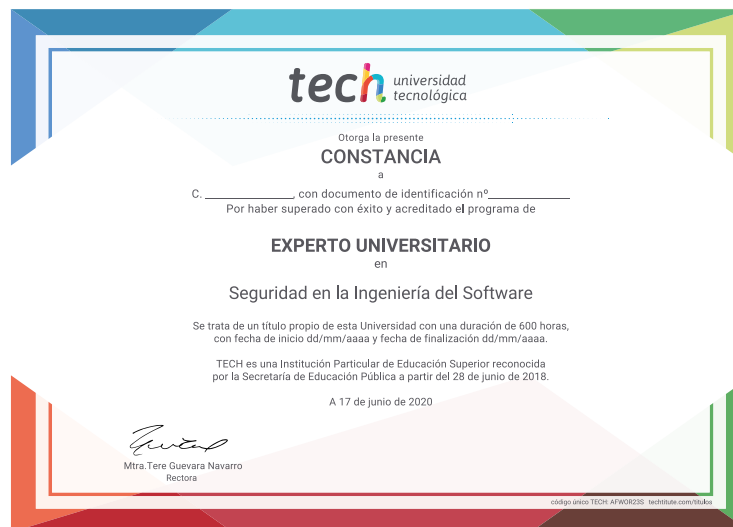 tech universidad
tecnológica
Otorga la presente
CONSTANCIA
a
C. ______________, con documento de identificación nº_____________
Por haber superado con éxito y acreditado el programa de
EXPERTO UNIVERSITARIO
en
Seguridad en la Ingeniería del Software
Se trata de un título propio de esta Universidad con una duración de 600 horas,
con fecha de inicio dd/mm/aaaa y fecha de finalización dd/mm/aaaa.
TECH es una Institución Particular de Educación Superior reconocida
por la Secretaría de Educación Pública a partir del 28 de junio de 2018.
A 17 de junio de 2020
Mtra.Tere Guevara Navarro
Rectora
código único TECH: AFWOR23S techtitute.com/titulos